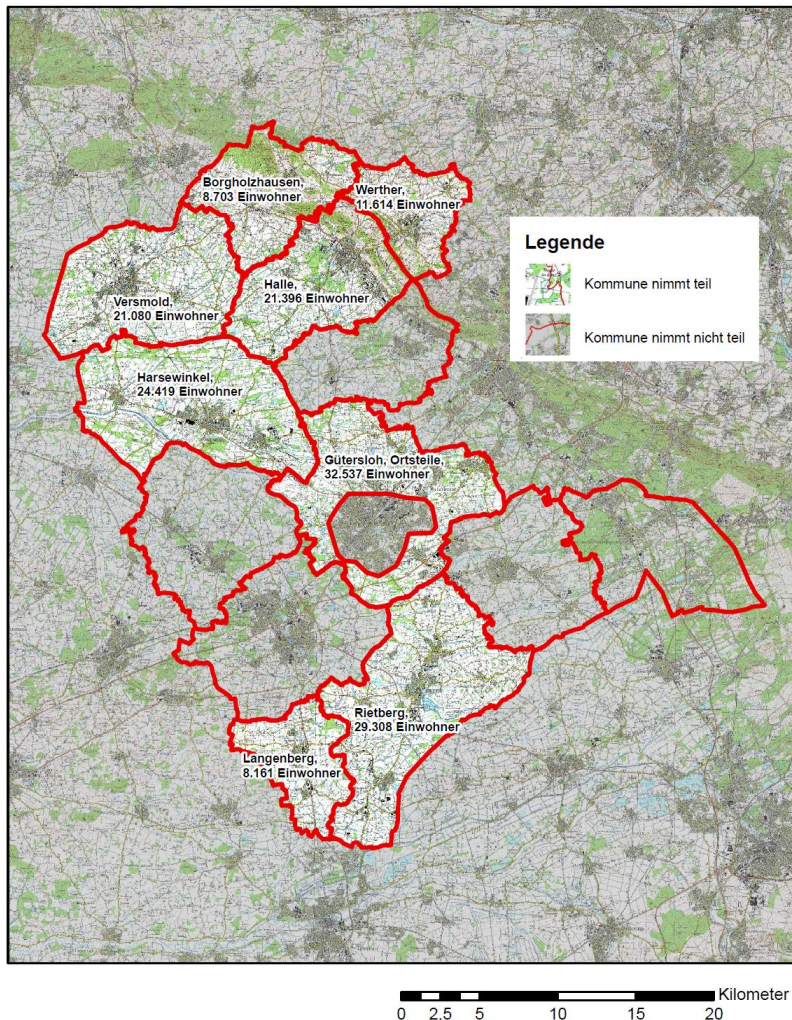 Borgholzhausen,
8.703 Einwohner
Werther,
11.614 Einwohner
Legende
Kommune nimmt teil
Kommune nimmt nicht teil
Versmold,
21.080 Einwohner
Halle,
21.396 Einwohner
Harsewinkel,
24.419 Einwohner
Gütersloh, Ortsteile,
32.537 Einwohner
Rietberg,
29.308 Einwohner
Langenberg,
8.161 Einwohner
Kilometer
0 2.5 5 10 15 20